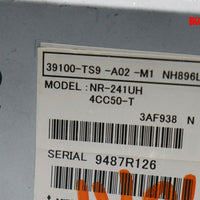 39100-TS9 -A02 -M1 NH896L
MODEL : NR-241UH
4CC50-T
3AF938 N
SERIAL 9487R126